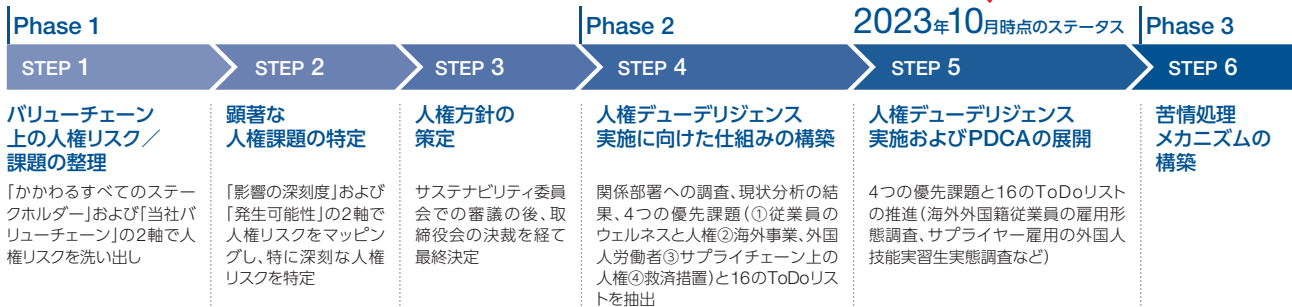 Phase 1
Phase 2
2023年10月時点のステータス
Phase 3
STEP 1
STEP 2
STEP 3
STEP 4
STEP 5
STEP 6
バリューチェーン
上の人権リスク／
課題の整理
「かかわるすべてのステー
クホルダー」および「当社バ
リューチェーン」の2軸で人
権リスクを洗い出し
顕著な
人権課題の特定
「影響の深刻度」および
「発生可能性」の2軸で
人権リスクをマッピン
グし、特に深刻な人権
リスクを特定
人権方針の
策定
サステナビリティ委員
会での審議の後、取
締役会の決裁を経て
最終決定
人権デューデリジェンス
実施に向けた仕組みの構築
関係部署への調査、現状分析の結
果、4つの優先課題（①従業員の
ウェルネスと人権②海外事業、外国
人労働者③サプライチェーン上の
人権④救済措置）と16のToDoリス
トを抽出
人権デューデリジェンス
実施およびPDCAの展開
4つの優先課題と16のToDoリスト
の推進（海外外国籍従業員の雇用形
態調査、サプライヤー雇用の外国人
技能実習生実態調査など）
苦情処理
メカニズムの
構築